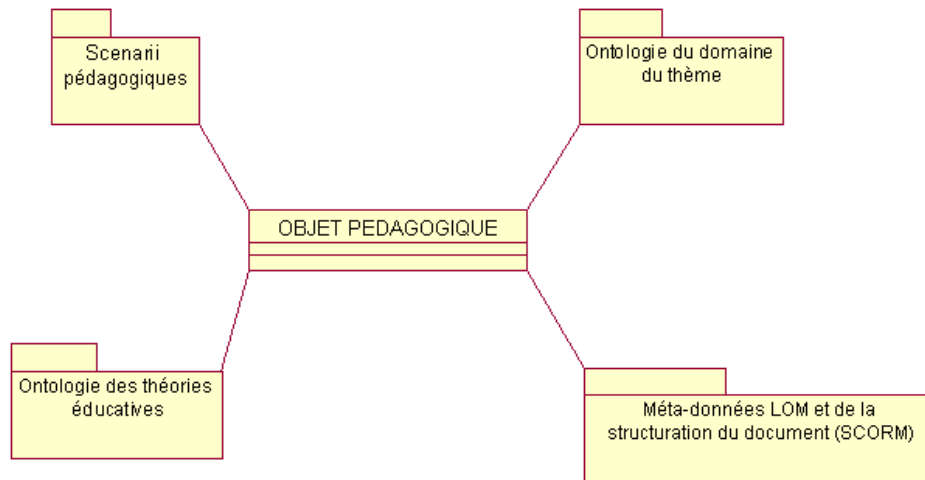 Scenarii
pédagogiques
Ontologie du domaine
du thème
OBJET PEDAGOGIQUE
Ontologie des théories
éducatives
Méta-données LOM et de la
structuration du document (SCORM)